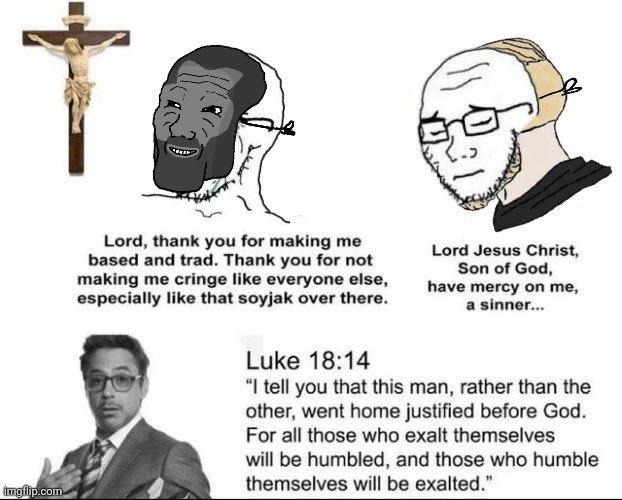 Lord, thank you for making me
based and trad. Thank you for not
making me cringe like everyone else,
especially like that soyjak over there.
Lord Jesus Christ,
Son of God,
have mercy on me,
a sinner...
Luke 18:14
“I tell you that this man, rather than the
other, went home justified before God.
For all those who exalt themselves
will be humbled, and those who humble
themselves will be exalted.”
imgflip.com